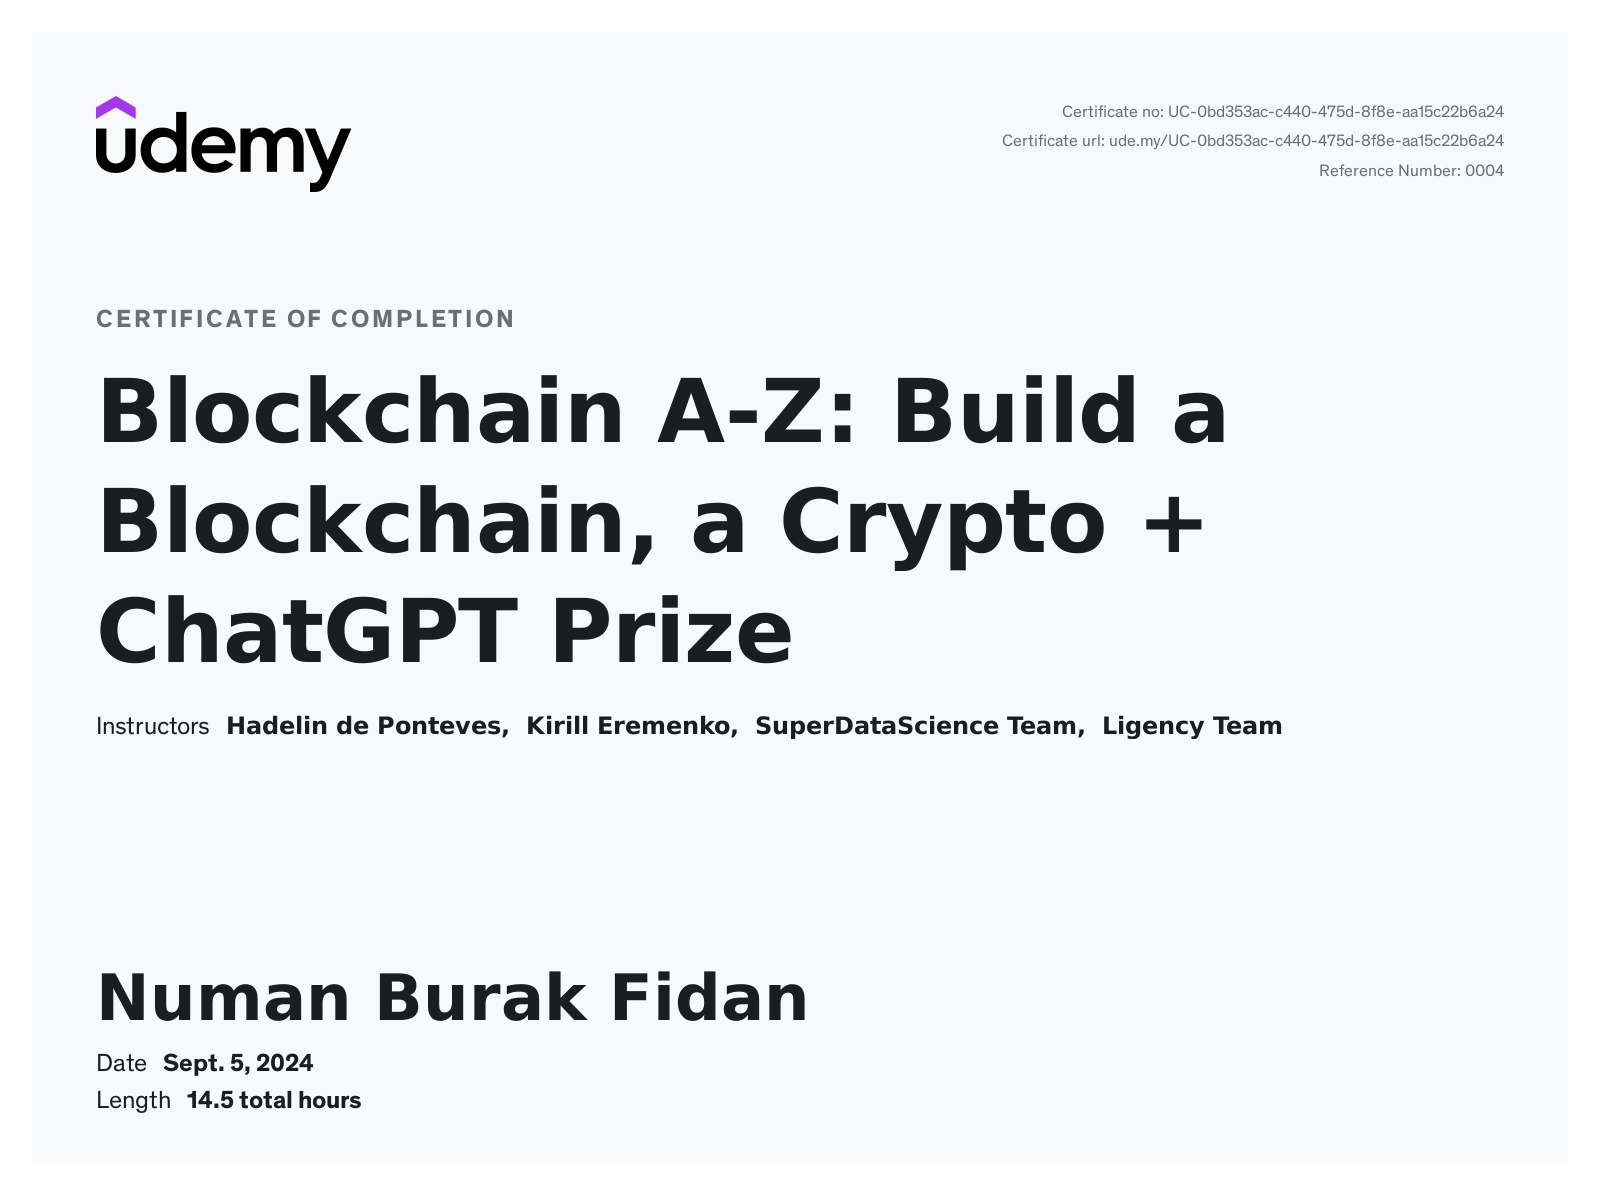 udemy
Certificate no: UC-0bd353ac-c440-475d-8f8e-aa15c22b6a24
Certificate url: ude.my/UC-0bd353ac-c440-475d-8f8e-aa15c22b6a24
Reference Number: 0004
CERTIFICATE OF COMPLETION
Blockchain A-Z: Build a
Blockchain, a Crypto +
ChatGPT Prize
Instructors Hadelin de Ponteves, Kirill Eremenko, SuperDataScience Team, Ligency Team
Numan Burak Fidan
Date Sept. 5, 2024
Length 14.5 total hours